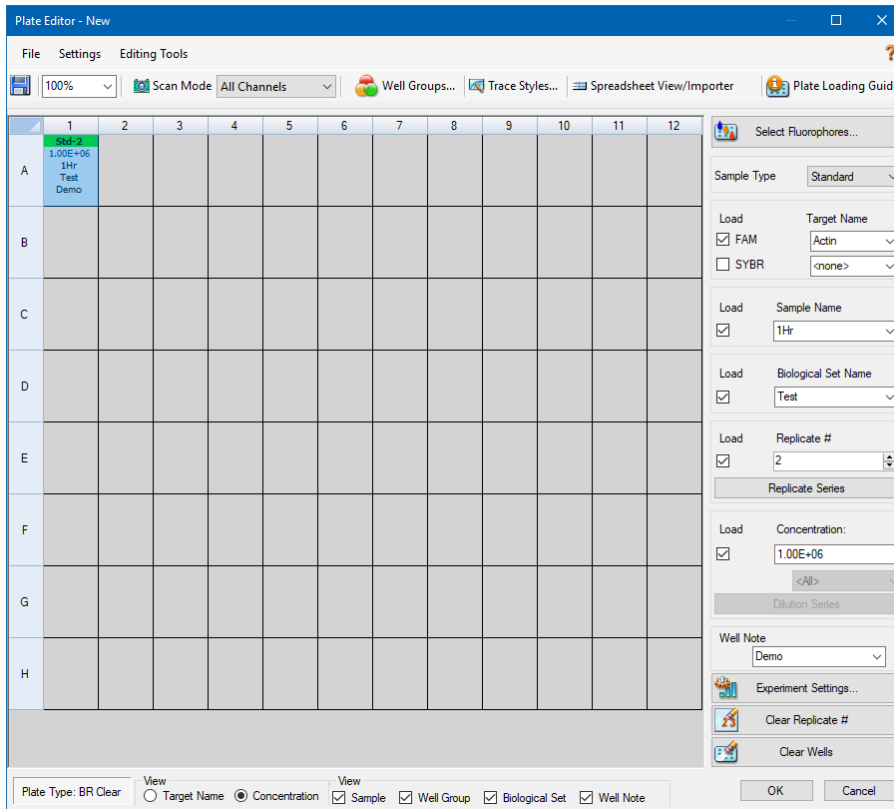 Plate Editor - New
File Settings Editing Tools ?
100% Scan Mode All Channels Well Groups... Trace Styles... Spreadsheet View/Importer Plate Loading Guid
1 2 3 4 5 6 7 8 9 10 11 12
A
Std-2
1.00E+06
1Hr
Test
Demo
B
C
D
E
F
G
H
Select Fluorophores...
Sample Type Standard
Load Target Name
FAM Actin
SYBR <none>
Load Sample Name
1Hr
Load Biological Set Name
Test
Load Replicate #
2
Replicate Series
Load Concentration:
1.00E+06
<All>
Dilution Series
Well Note
Demo
Experiment Settings...
Clear Replicate #
Clear Wells
Plate Type: BR Clear
View
Target Name Concentration
View
Sample Well Group Biological Set Well Note
OK Cancel